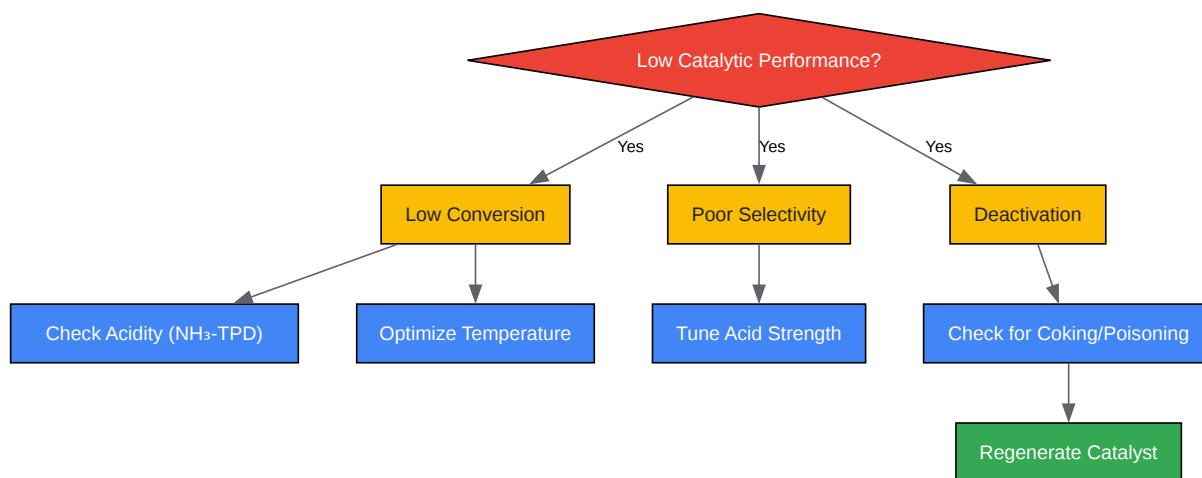 Low Catalytic Performance?
Yes
Yes
Yes
Low Conversion
Poor Selectivity
Deactivation
Check Acidity (NH₃-TPD)
Optimize Temperature
Tune Acid Strength
Check for Coking/Poisoning
Regenerate Catalyst